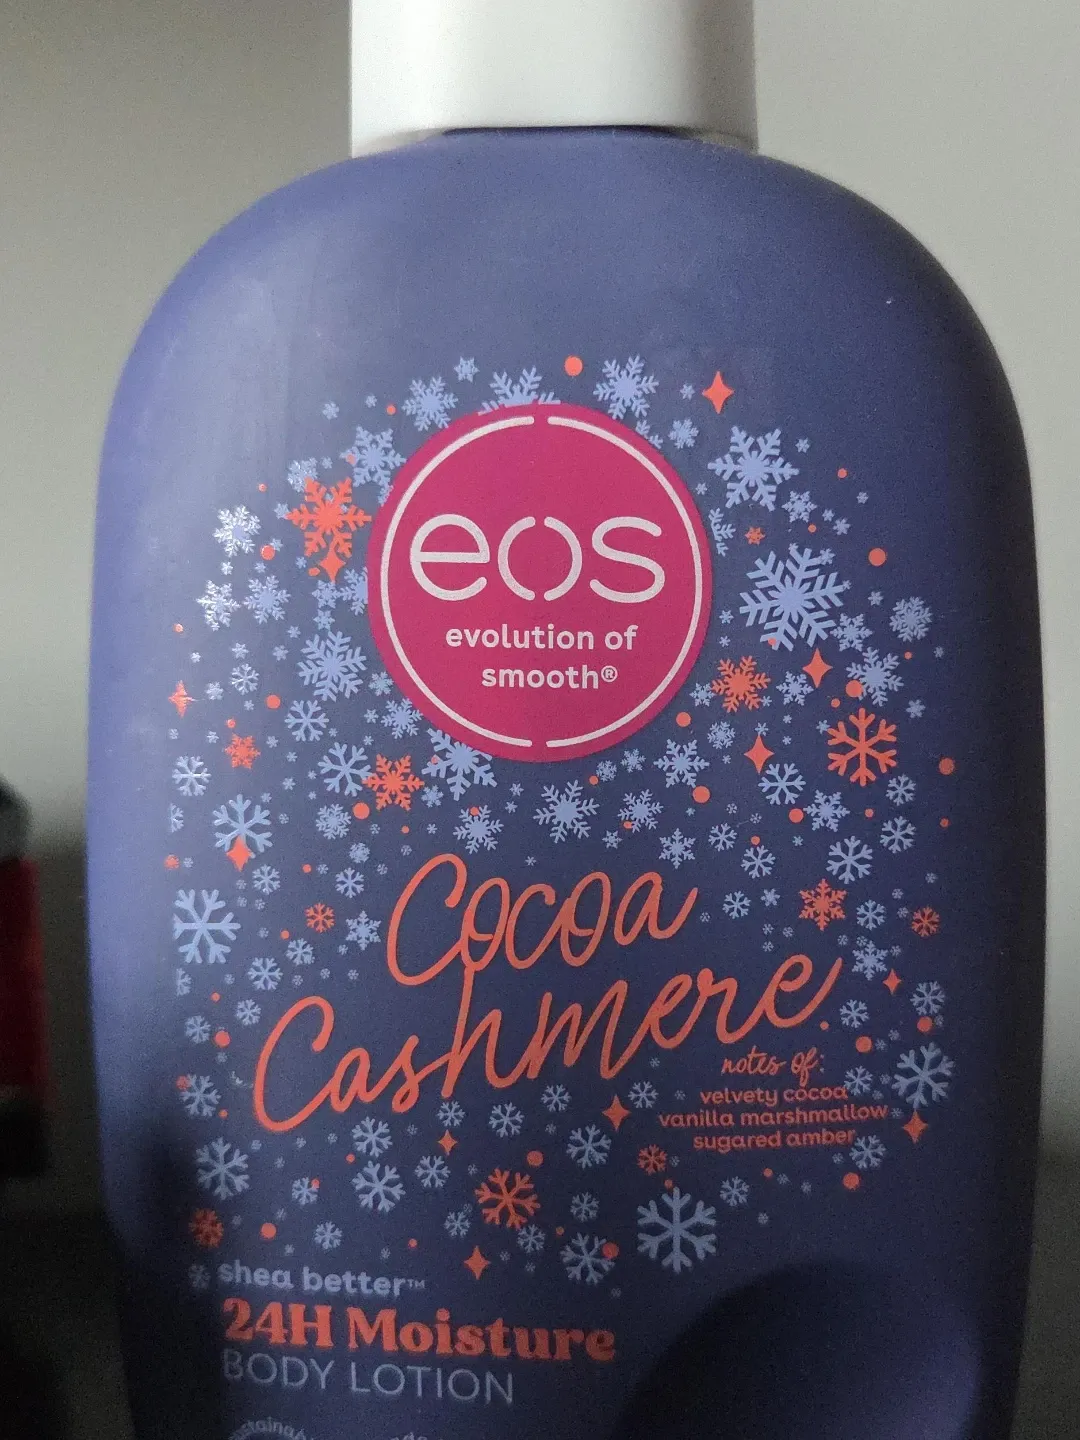 eos
evolution of
smooth®
Cocoa
Cashmere
notes of:
velvety cocoa
vanilla marshmallow
sugared amber
shea better™
24H Moisture
BODY LOTION